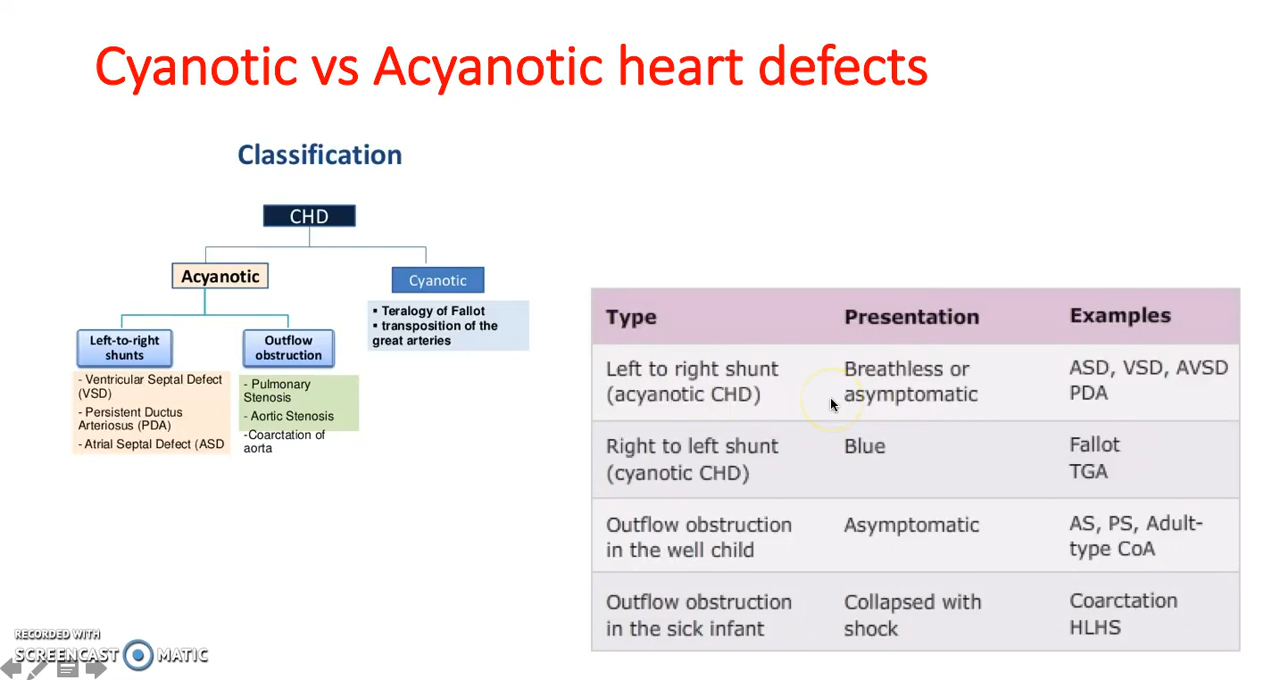 Cyanotic vs Acyanotic heart defects
Classification
CHD
Acyanotic
Cyanotic
▪ Teralogy of Fallot
▪ transposition of the
great arteries
Left-to-right
shunts
Outflow
obstruction
- Ventricular Septal Defect
(VSD)
- Persistent Ductus
Arteriosus (PDA)
- Atrial Septal Defect (ASD
- Pulmonary
Stenosis
- Aortic Stenosis
-Coarctation of
aorta
Type Presentation Examples
Left to right shunt Breathless or ASD, VSD, AVSD
(acyanotic CHD) asymptomatic PDA
Right to left shunt Blue Fallot
(cyanotic CHD) TGA
Outflow obstruction Asymptomatic AS, PS, Adult-
in the well child type CoA
Outflow obstruction Collapsed with Coarctation
in the sick infant shock HLHS
RECORDED WITH
SCREENCAST MATIC